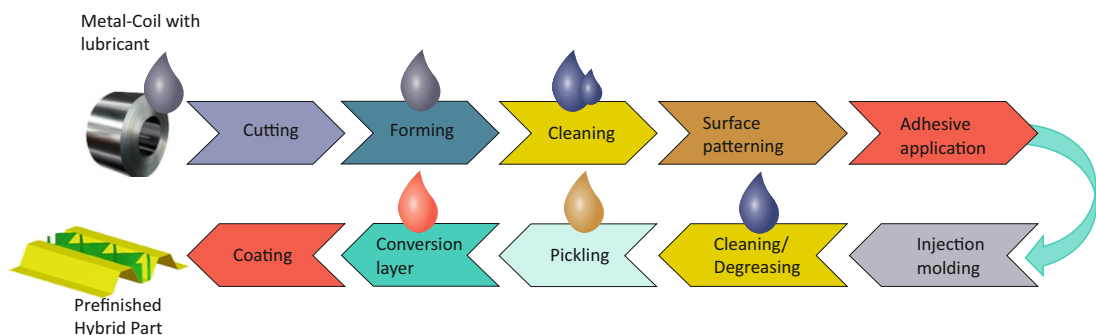 Metal-Coil with
lubricant
Cutting
Forming
Cleaning
Surface
patterning
Adhesive
application
Injection
molding
Cleaning/
Degreasing
Pickling
Conversion
layer
Coating
Prefinished
Hybrid Part